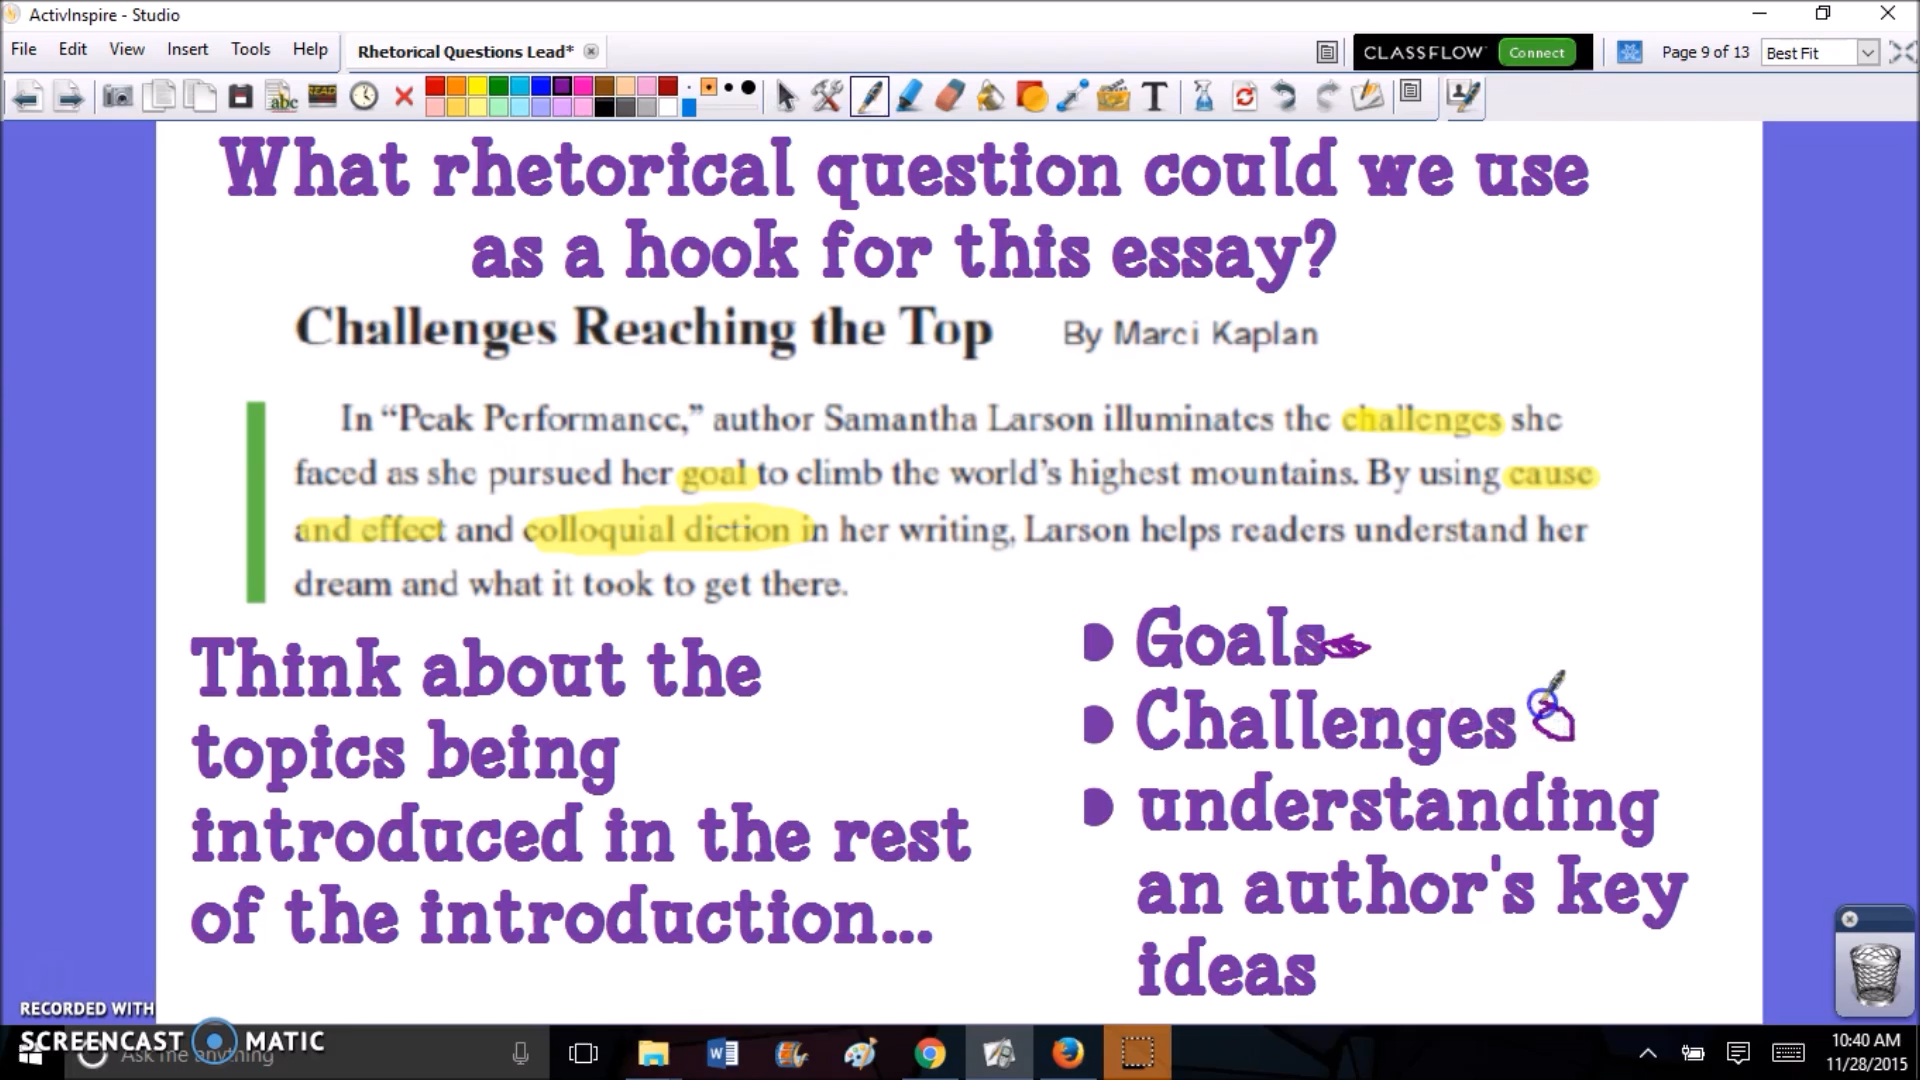 ActivInspire - Studio
File Edit View Insert Tools Help
Rhetorical Questions Lead*
CLASSFLOW Connect
Page 9 of 13
Best Fit
abc
READ
T
What rhetorical question could we use
as a hook for this essay?
Challenges Reaching the Top By Marci Kaplan
In “Peak Performance,” author Samantha Larson illuminates the challenges she
faced as she pursued her goal to climb the world’s highest mountains. By using cause
and effect and colloquial diction in her writing, Larson helps readers understand her
dream and what it took to get there.
Think about the
topics being
introduced in the rest
of the introduction...
Goals
Challenges
understanding
an author's key
ideas
RECORDED WITH
SCREENCAST MATIC
Ask me anything
10:40 AM
11/28/2015